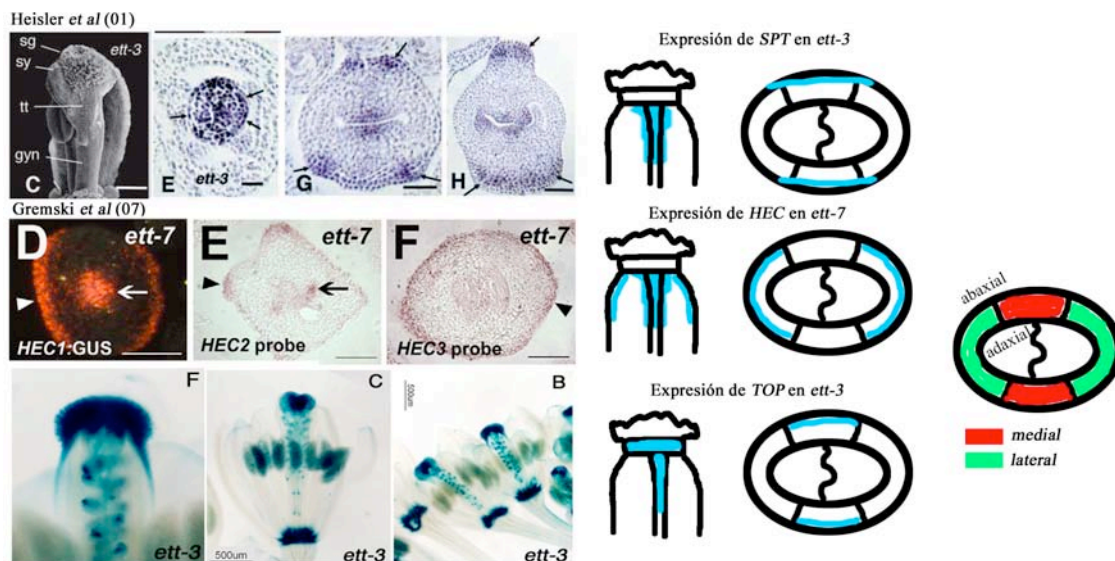 Heisler et al (01)
sg
sy
tt
gyn
C
ett-3
E
ett-3
G
H
Gremski et al (07)
D
ett-7
HEC1:GUS
E
ett-7
HEC2 probe
F
ett-7
HEC3 probe
F
ett-3
C
500um
ett-3
B
500um
ett-3
Expresión de SPT en ett-3
Expresión de HEC en ett-7
Expresión de TOP en ett-3
abaxial
adaxial
medial
lateral